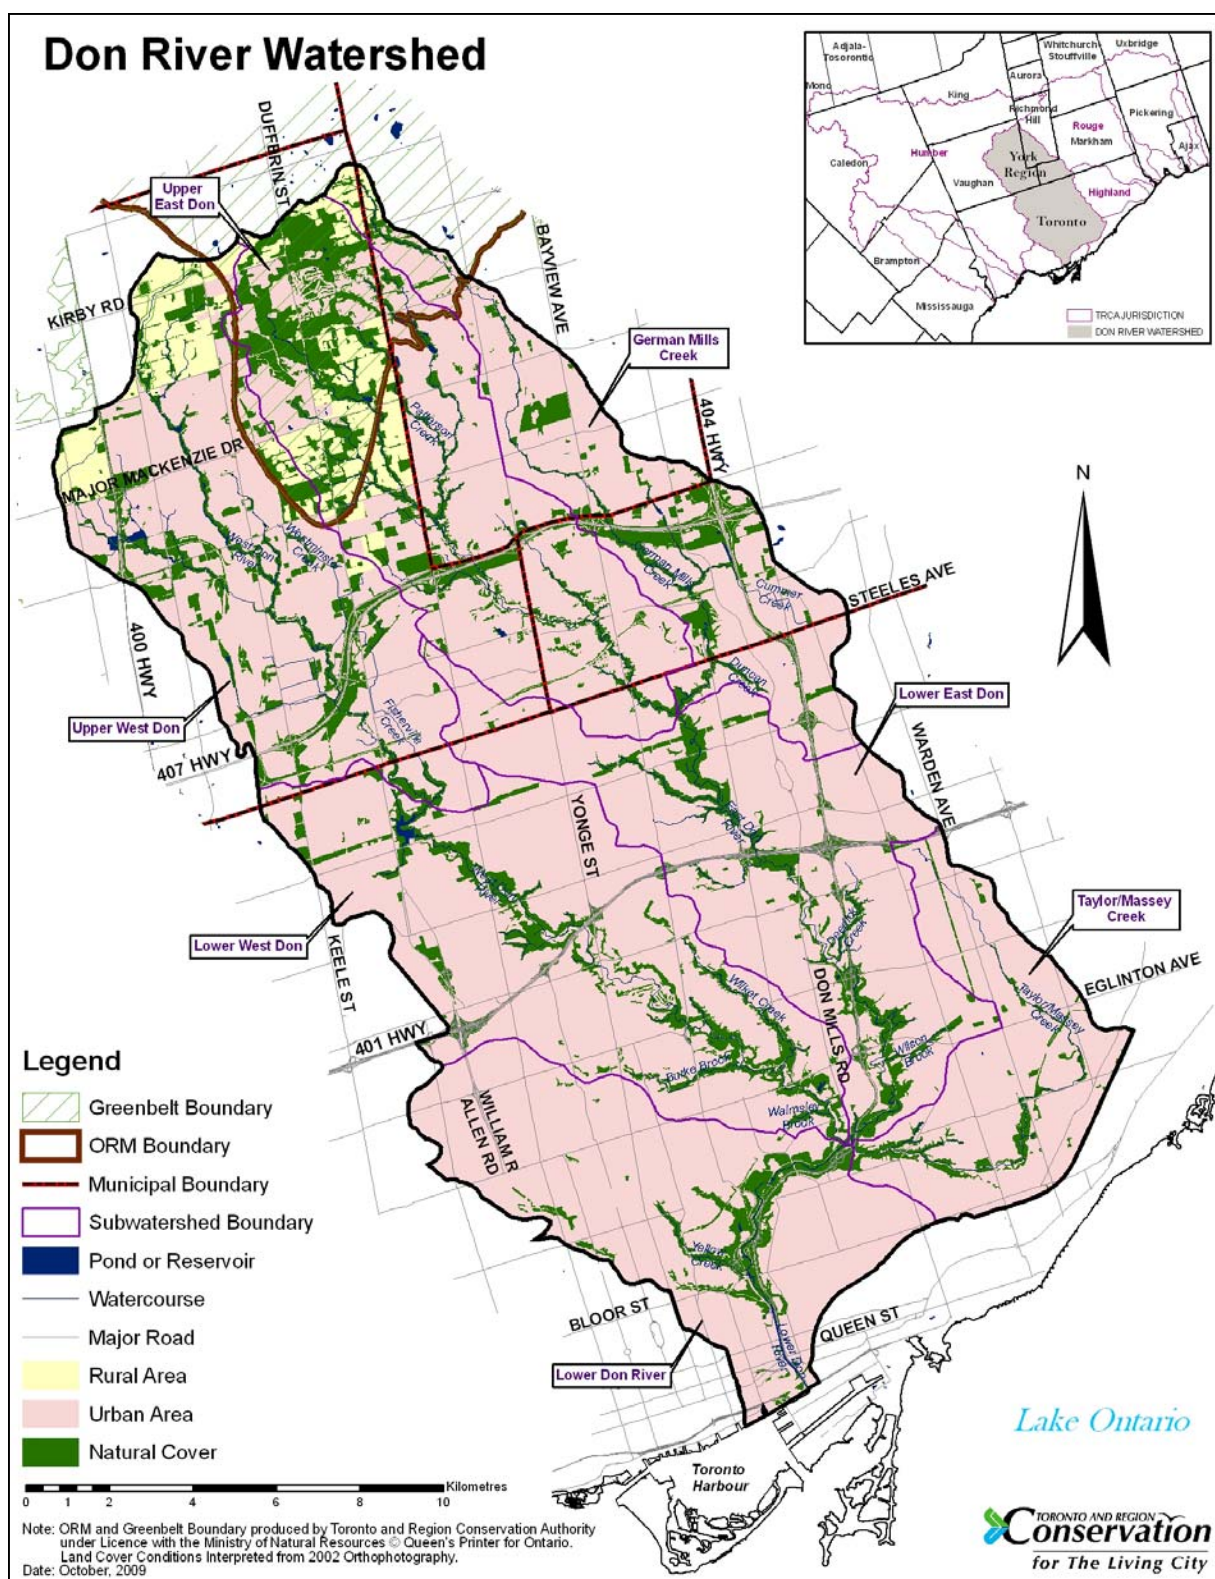 Don River Watershed
Adjala-
Tosorontio
Whitchurch-
Stouffville
Uxbridge
Mono
Aurora
King
Richmond
Hill
Pickering
Rouge
Markham
Ajax
Humber
York
Region
Caledon
Vaughan
Highland
Toronto
Brampton
Mississauga
TRCA JURISDICTION
DON RIVER WATERSHED
DUFFERIN ST
Upper
East Don
BAYVIEW AVE
KIRBY RD
German Mills
Creek
404 HWY
Patterson
Creek
MAJOR MACKENZIE DR
N
West Don
River
Westminster
Creek
German Mills
Creek
Cummer
Creek
STEELES AVE
400 HWY
Duncan
Creek
Lower East Don
Upper West Don
Fisherville
Creek
407 HWY
WARDEN AVE
YONGE ST
East Don
River
West Don
River
Taylor/Massey
Creek
Lower West Don
KEELE ST
Deerlick
Creek
EGLINTON AVE
Wilket Creek
DON MILLS RD
Taylor/Massey
Creek
401 HWY
Wilson
Brook
Burke Brook
WILLIAM R
ALLEN RD
Walmsley
Brook
Yellow
Creek
BLOOR ST
QUEEN ST
Lower Don
River
Lower Don River
Lake Ontario
Toronto
Harbour
Legend
Greenbelt Boundary
ORM Boundary
Municipal Boundary
Subwatershed Boundary
Pond or Reservoir
Watercourse
Major Road
Rural Area
Urban Area
Natural Cover
Kilometres
0 1 2 4 6 8 10
Note: ORM and Greenbelt Boundary produced by Toronto and Region Conservation Authority
under Licence with the Ministry of Natural Resources © Queen's Printer for Ontario.
Land Cover Conditions Interpreted from 2002 Orthophotography.
Date: October, 2009
TORONTO AND REGION
Conservation
for The Living City